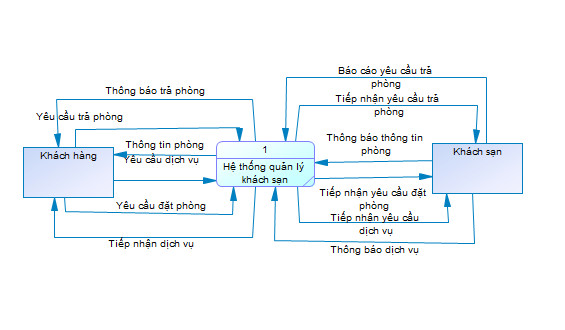 Báo cáo yêu cầu trả
phòng
Thông báo trả phòng
Tiếp nhận yêu cầu trả
phòng
Yêu cầu trả phòng
Thông báo thông tin
phòng
Thông tin phòng
1
Khách hàng
Khách sạn
Yêu cầu dịch vụ
Hệ thống quản lý
khách sạn
Tiếp nhận yêu cầu đặt
phòng
Yêu cầu đặt phòng
Tiếp nhận yêu cầu
dịch vụ
Tiếp nhận dịch vụ
Thông báo dịch vụ